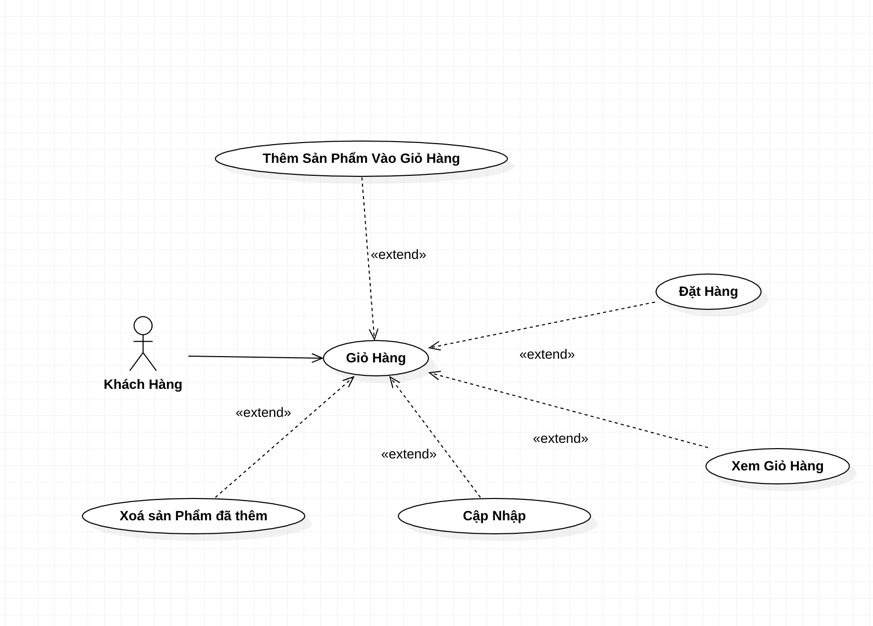 Thêm Sản Phẩm Vào Giỏ Hàng
«extend»
Đặt Hàng
Giỏ Hàng
«extend»
Khách Hàng
«extend»
«extend»
«extend»
Xem Giỏ Hàng
Xoá sản Phẩm đã thêm
Cập Nhập